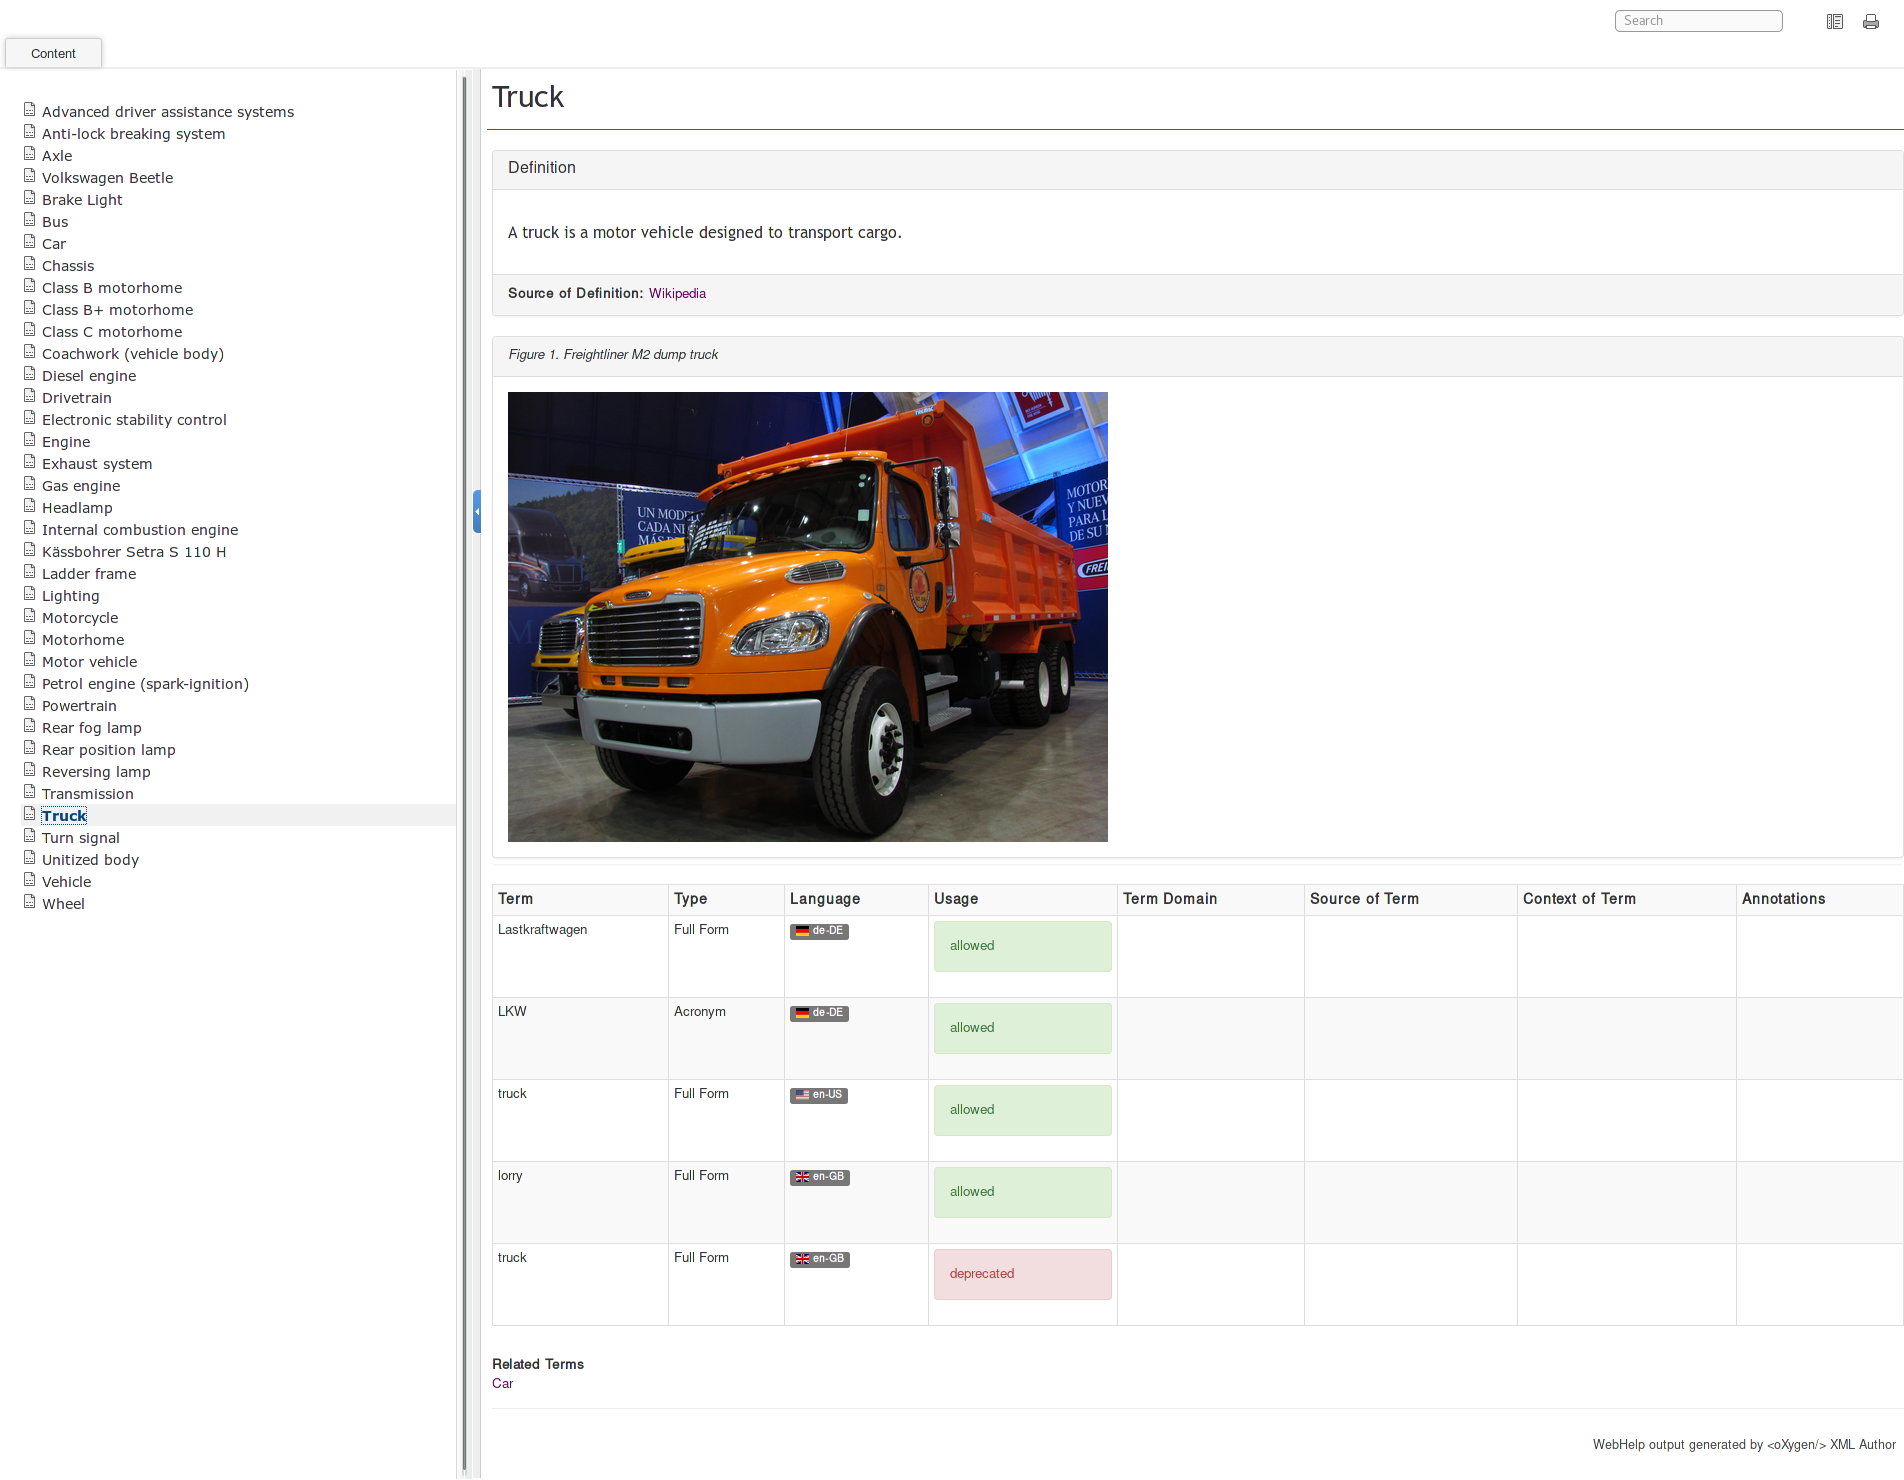 Search
Content
Advanced driver assistance systems
Anti-lock breaking system
Axle
Volkswagen Beetle
Brake Light
Bus
Car
Chassis
Class B motorhome
Class B+ motorhome
Class C motorhome
Coachwork (vehicle body)
Diesel engine
Drivetrain
Electronic stability control
Engine
Exhaust system
Gas engine
Headlamp
Internal combustion engine
Kässbohrer Setra S 110 H
Ladder frame
Lighting
Motorcycle
Motorhome
Motor vehicle
Petrol engine (spark-ignition)
Powertrain
Rear fog lamp
Rear position lamp
Reversing lamp
Transmission
Truck
Turn signal
Unitized body
Vehicle
Wheel
Truck
Definition
A truck is a motor vehicle designed to transport cargo.
Source of Definition: Wikipedia
Figure 1. Freightliner M2 dump truck
UN MODELO
CADA NE
MÁS D
MOTOR
Y NUEV
PARA L
DE SU
FREI
Term Type Language Usage Term Domain Source of Term Context of Term Annotations
Lastkraftwagen Full Form de-DE allowed
LKW Acronym de-DE allowed
truck Full Form en-US allowed
lorry Full Form en-GB allowed
truck Full Form en-GB deprecated
Related Terms
Car
WebHelp output generated by <oXygen/> XML Author